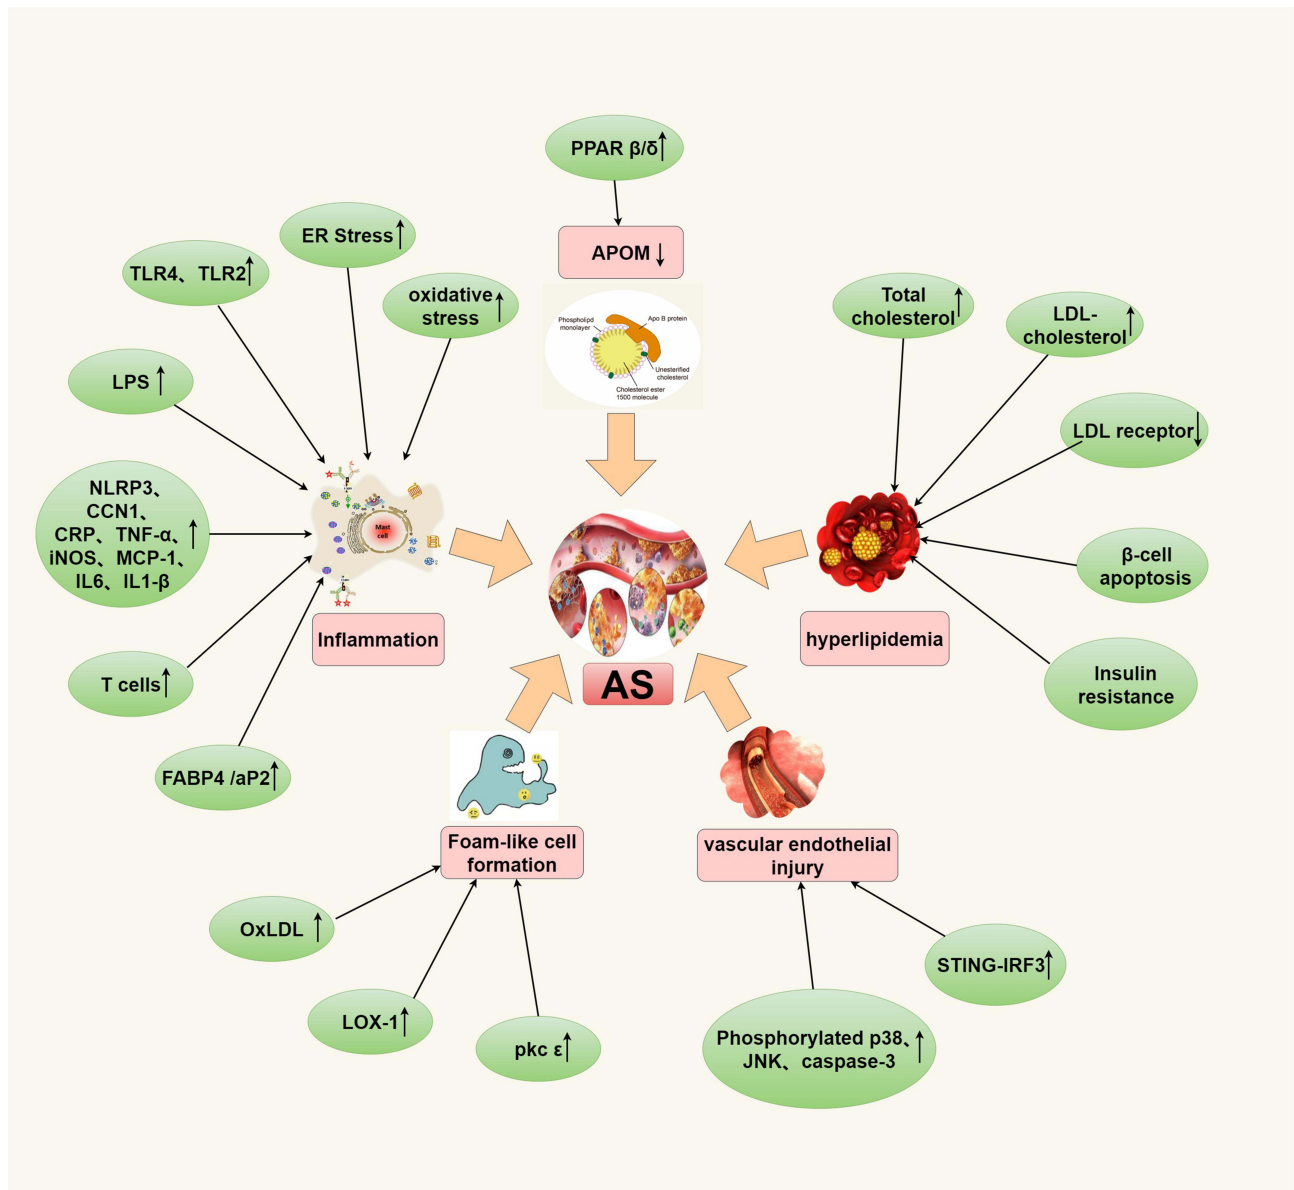 PPAR β/δ↑
APOM↓
Phospholipd
monolayer
Apo B protein
Unesterified
cholesterol
Cholesterol ester
1500 molecule
ER Stress↑
TLR4、TLR2↑
oxidative
stress↑
LPS↑
NLRP3、
CCN1、
CRP、TNF-α、↑
iNOS、MCP-1、
IL6、IL1-β
T cells↑
FABP4 /aP2↑
Mast
cell
Inflammation
Total
cholesterol↑
LDL-
cholesterol↑
LDL receptor↓
β-cell
apoptosis
Insulin
resistance
hyperlipidemia
AS
Foam-like cell
formation
OxLDL↑
LOX-1↑
pkc ε↑
vascular endothelial
injury
STING-IRF3↑
Phosphorylated p38、
JNK、caspase-3↑